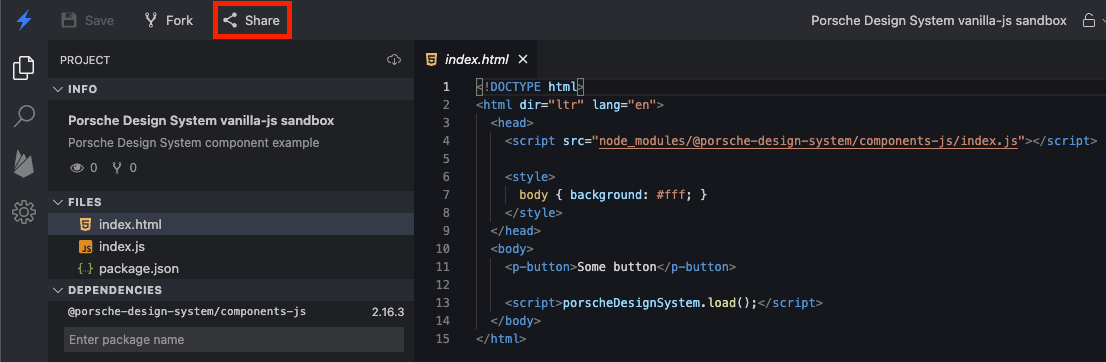 Save Fork Share Porsche Design System vanilla-js sandbox
PROJECT
INFO
Porsche Design System vanilla-js sandbox
Porsche Design System component example
0 0
FILES
index.html
JS index.js
{..} package.json
DEPENDENCIES
@porsche-design-system/components-js 2.16.3
Enter package name
index.html
1 <!DOCTYPE html>
2 <html dir="ltr" lang="en">
3 <head>
4 <script src="node_modules/@porsche-design-system/components-js/index.js"></script>
5
6 <style>
7 body { background: #fff; }
8 </style>
9 </head>
10 <body>
11 <p-button>Some button</p-button>
12
13 <script>porscheDesignSystem.load();</script>
14 </body>
15 </html>